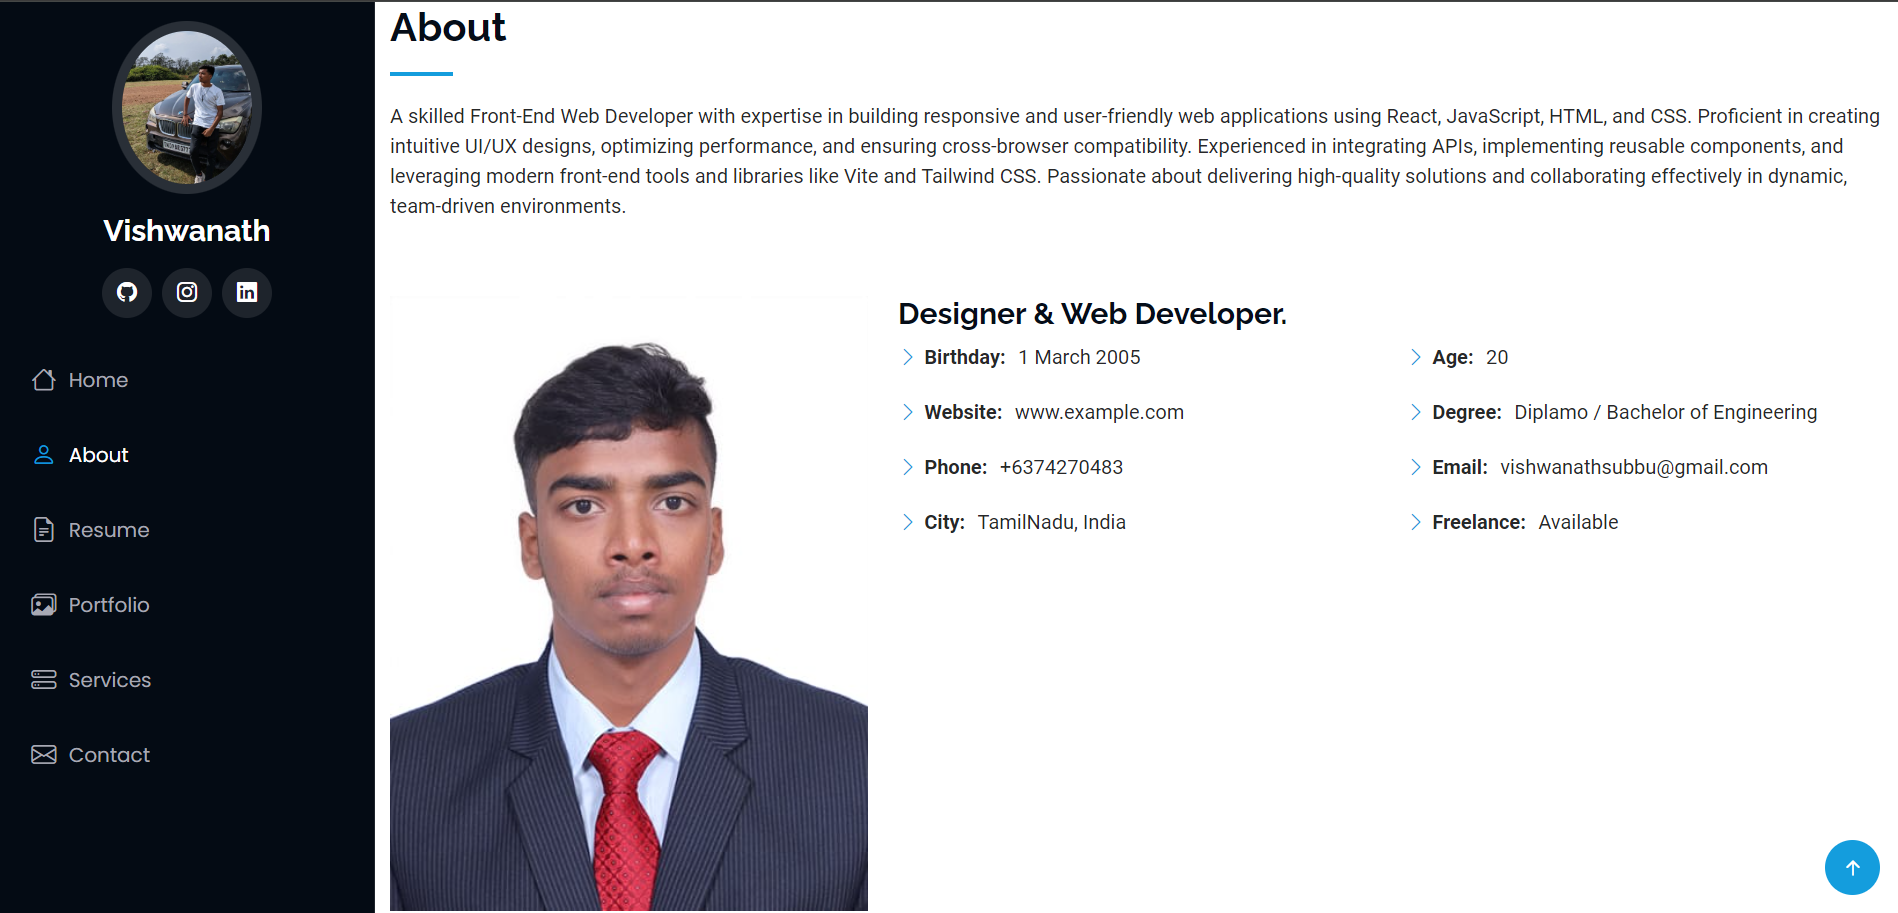 Vishwanath
Home
About
Resume
Portfolio
Services
Contact
About
A skilled Front-End Web Developer with expertise in building responsive and user-friendly web applications using React, JavaScript, HTML, and CSS. Proficient in creating
intuitive UI/UX designs, optimizing performance, and ensuring cross-browser compatibility. Experienced in integrating APIs, implementing reusable components, and
leveraging modern front-end tools and libraries like Vite and Tailwind CSS. Passionate about delivering high-quality solutions and collaborating effectively in dynamic,
team-driven environments.
Designer & Web Developer.
Birthday: 1 March 2005
Age: 20
Website: www.example.com
Degree: Diplamo / Bachelor of Engineering
Phone: +6374270483
Email: vishwanathsubbu@gmail.com
City: TamilNadu, India
Freelance: Available